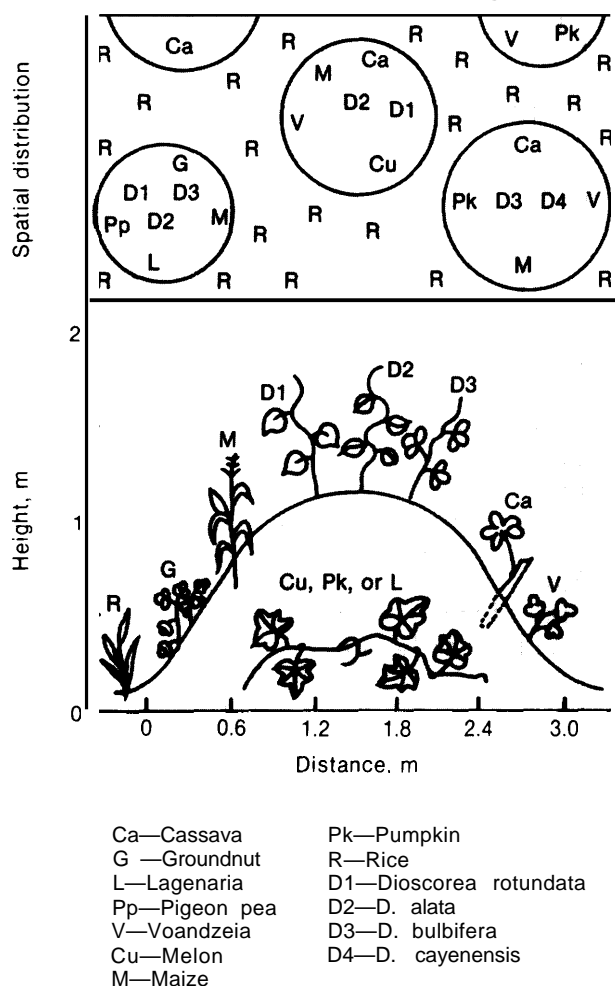 Spatial distribution
Ca
R
R
R
V
Pk
R
R
M
Ca
R
R
R
R
R
R
D2
D1
V
R
R
R
R
G
R
Cu
Ca
D1
D3
Pp
D2
M
R
R
R
Pk
D3
D4
V
L
M
R
R
R
R
R
2
D1
D2
D3
M
Height, m
1
Ca
G
Cu, Pk, or L
V
R
0
0
0.6
1.2
1.8
2.4
3.0
Distance, m
Ca—Cassava
G —Groundnut
L—Lagenaria
Pp—Pigeon pea
V—Voandzeia
Cu—Melon
M—Maize
Pk—Pumpkin
R—Rice
D1—Dioscorea rotundata
D2—D. alata
D3—D. bulbifera
D4—D. cayenensis